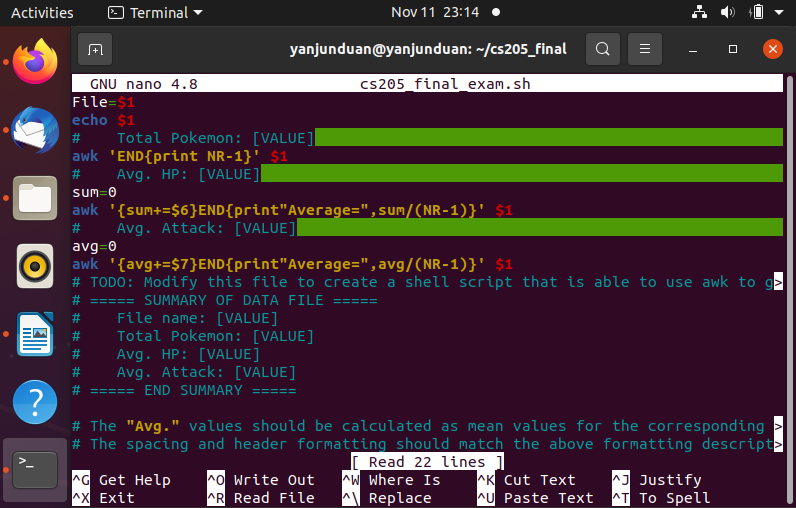 Activities Terminal Nov 11 23:14
yanjunduan@yanjunduan: ~/cs205_final
GNU nano 4.8 cs205_final_exam.sh
File=$1
echo $1
#    Total Pokemon: [VALUE]
awk 'END{print NR-1}' $1
#    Avg. HP: [VALUE]
sum=0
awk '{sum+=$6}END{print"Average=",sum/(NR-1)}' $1
#    Avg. Attack: [VALUE]
avg=0
awk '{avg+=$7}END{print"Average=",avg/(NR-1)}' $1
# TODO: Modify this file to create a shell script that is able to use awk to g>
# ===== SUMMARY OF DATA FILE =====
#    File name: [VALUE]
#    Total Pokemon: [VALUE]
#    Avg. HP: [VALUE]
#    Avg. Attack: [VALUE]
# ===== END SUMMARY =====
# The "Avg." values should be calculated as mean values for the corresponding >
# The spacing and header formatting should match the above formatting descript>
[ Read 22 lines ]
^G Get Help ^O Write Out ^W Where Is ^K Cut Text ^J Justify
^X Exit ^R Read File ^\ Replace ^U Paste Text ^T To Spell